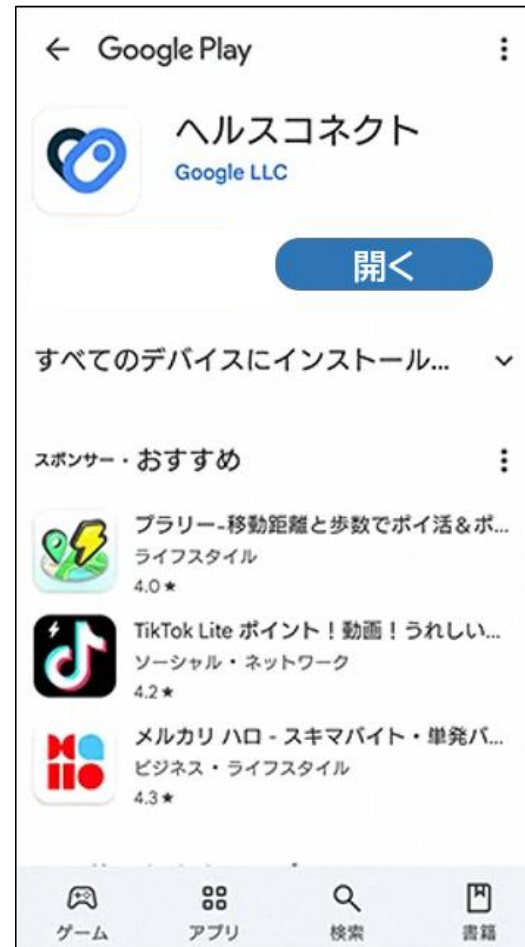 Google Play
ヘルスコネクト
Google LLC
開く
すべてのデバイスにインストール...
スポンサー・おすすめ
プラリー-移動距離と歩数でポイ活&ポ...
ライフスタイル
4.0★
TikTok Lite ポイント！動画！うれしい...
ソーシャル・ネットワーク
4.2★
メルカリ ハロ - スキマバイト・単発バ...
ビジネス・ライフスタイル
4.3★
ゲーム
アプリ
検索
書籍